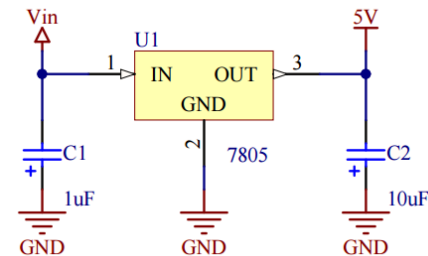 Vin
5V
U1
1
IN
OUT
3
GND
2
7805
C1
+
1uF
C2
+
10uF
GND
GND
GND